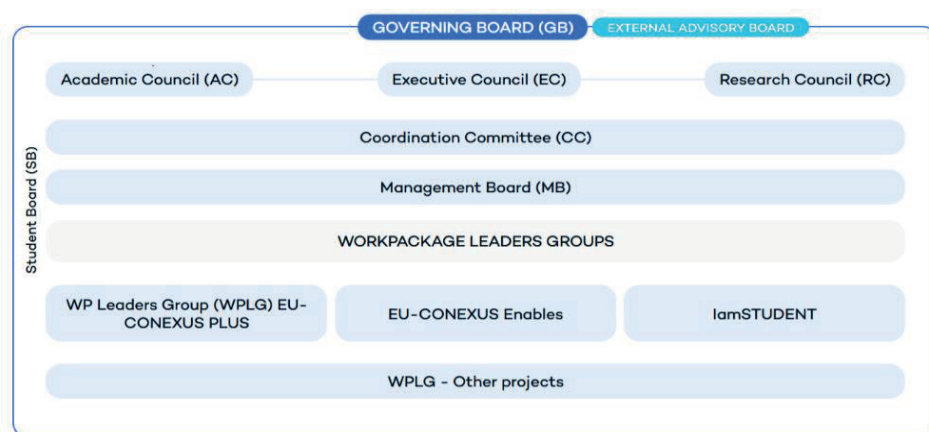 GOVERNING BOARD (GB)
EXTERNAL ADVISORY BOARD
Academic Council (AC)
Executive Council (EC)
Research Council (RC)
Student Board (SB)
Coordination Committee (CC)
Management Board (MB)
WORKPACKAGE LEADERS GROUPS
WP Leaders Group (WPLG) EU-
CONEXUS PLUS
EU-CONEXUS Enables
IamSTUDENT
WPLG - Other projects